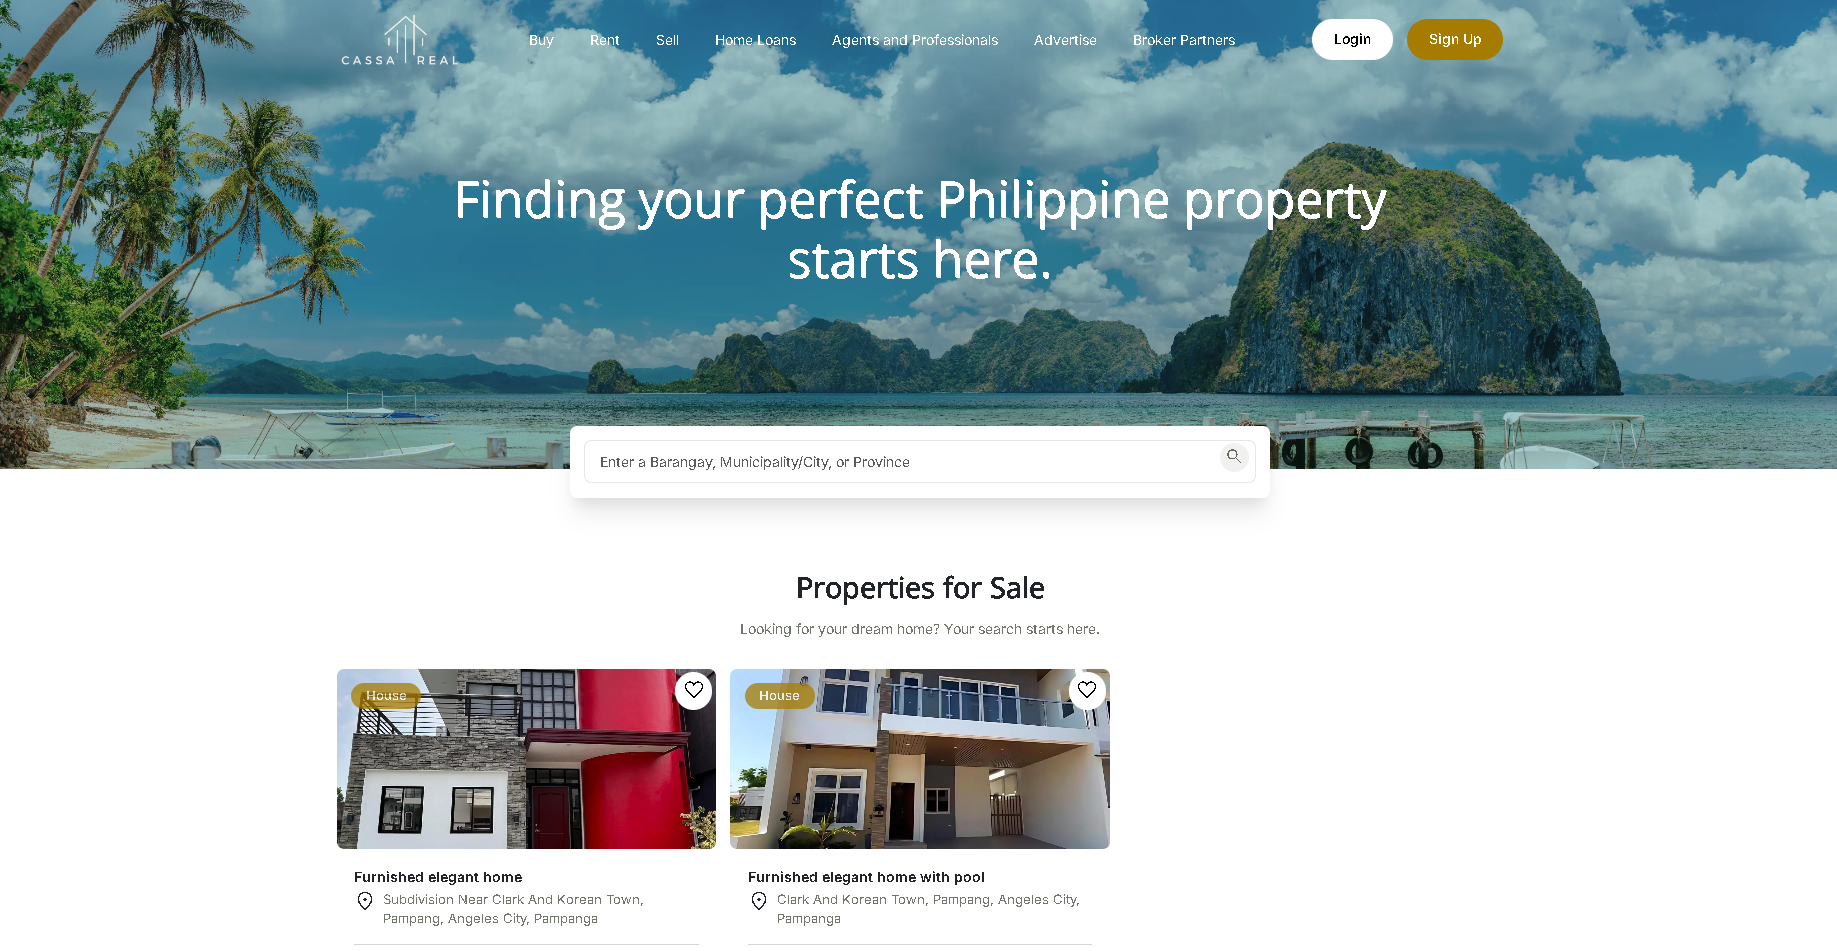 CASSA REAL
Buy
Rent
Sell
Home Loans
Agents and Professionals
Advertise
Broker Partners
Login
Sign Up
Finding your perfect Philippine property
starts here.
Enter a Barangay, Municipality/City, or Province
Properties for Sale
Looking for your dream home? Your search starts here.
House
Furnished elegant home
Subdivision Near Clark And Korean Town,
Pampang, Angeles City, Pampanga
House
Furnished elegant home with pool
Clark And Korean Town, Pampang, Angeles City,
Pampanga